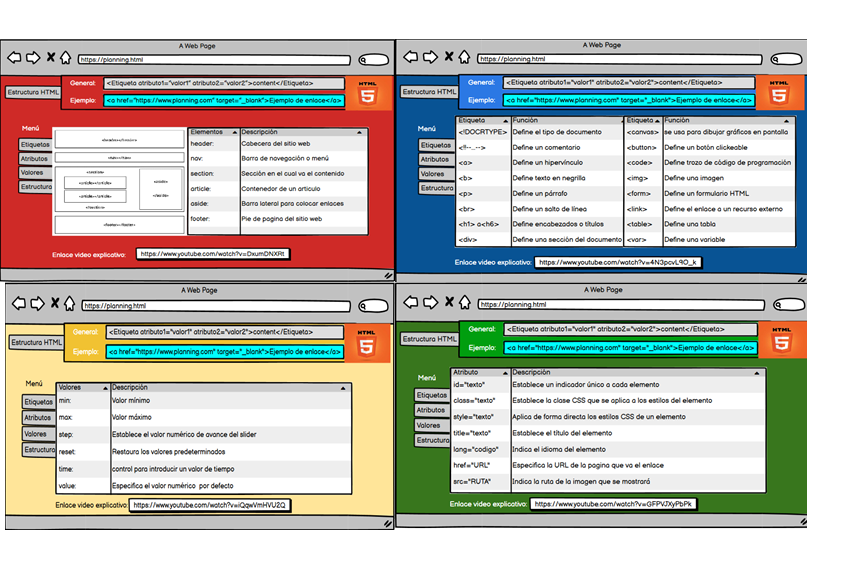 A Web Page
https://planning.html
Estructura HTML
General: <Etiqueta atributo1="valor1" atributo2="valor2">content</Etiqueta>
Ejemplo: <a href="https://www.planning.com" target="_blank">Ejemplo de enlace</a>
HTML
5
Menú
Etiquetas
Atributos
Valores
Estructura
Elementos Descripción
header: Cabecera del sitio web
nav: Barra de navegación o menú
section: Sección en el cual va el contenido
article: Contenedor de un articulo
aside: Barra lateral para colocar enlaces
footer: Pie de pagina del sitio web
Enlace video explicativo: https://www.youtube.com/watch?v=DxumDNXRt
A Web Page
https://planning.html
Estructura HTML
General: <Etiqueta atributo1="valor1" atributo2="valor2">content</Etiqueta>
Ejemplo: <a href="https://www.planning.com" target="_blank">Ejemplo de enlace</a>
HTML
5
Menú
Etiquetas
Atributos
Valores
Estructura
Etiqueta Función Etiqueta Función
<!DOCRTYPE> Define el tipo de documento <canvas> se usa para dibujar gráficos en pantalla
<!--...--> Define un comentario <button> Define un botón clickeable
<a> Define un hipervínculo <code> Define trozo de código de programación
<b> Define texto en negrilla <img> Define una imagen
<p> Define un párrafo <form> Define un formulario HTML
<br> Define un salto de línea <link> Define el enlace a un recurso externo
<h1> a<h6> Define encabezados o títulos <table> Define una tabla
<div> Define una sección del documento <var> Define una variable
Enlace video explicativo: https://www.youtube.com/watch?v=4N3pcvL9O_k
A Web Page
https://planning.html
Estructura HTML
General: <Etiqueta atributo1="valor1" atributo2="valor2">content</Etiqueta>
Ejemplo: <a href="https://www.planning.com" target="_blank">Ejemplo de enlace</a>
HTML
5
Menú
Etiquetas
Atributos
Valores
Estructura
Valores Descripción
min: Valor mínimo
max: Valor máximo
step: Establece el valor numérico de avance del slider
reset: Restaura los valores predeterminados
time: control para introducir un valor de tiempo
value: Especifica el valor numérico por defecto
Enlace video explicativo: https://www.youtube.com/watch?v=iQqwVmHVU2Q
A Web Page
https://planning.html
Estructura HTML
General: <Etiqueta atributo1="valor1" atributo2="valor2">content</Etiqueta>
Ejemplo: <a href="https://www.planning.com" target="_blank">Ejemplo de enlace</a>
HTML
5
Menú
Etiquetas
Atributos
Valores
Estructura
Atributo Descripción
id="texto" Establece un indicador único a cada elemento
class="texto" Establece la clase CSS que se aplica a los estilos del elemento
style="texto" Aplica de forma directa los estilos CSS de un elemento
title="texto" Establece el título del elemento
lang="codigo" Indica el idioma del elemento
href="URL" Especifica la URL de la pagina que va el enlace
src="RUTA" Indica la ruta de la imagen que se mostrará
Enlace video explicativo: https://www.youtube.com/watch?v=GFPVJXyPbPk